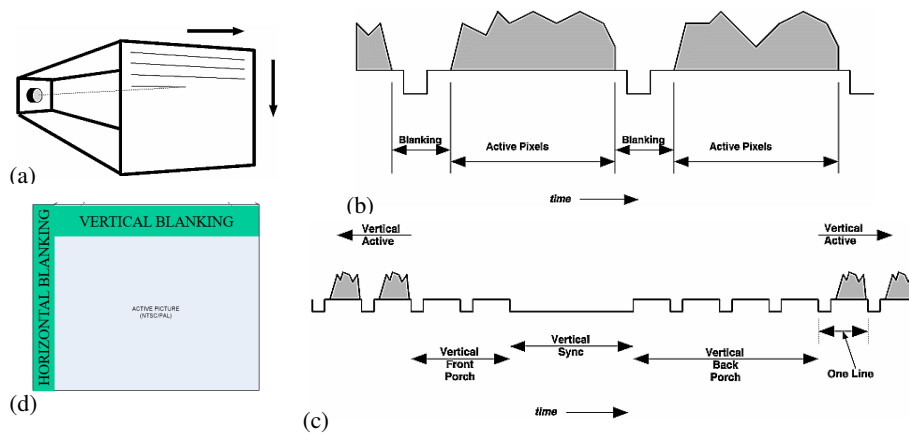 (a)
Blanking
Active Pixels
Blanking
Active Pixels
time
(b)
VERTICAL BLANKING
HORIZONTAL BLANKING
ACTIVE PICTURE
(NTSC/PAL)
(d)
Vertical
Active
Vertical
Active
Vertical
Front
Porch
Vertical
Sync
Vertical
Back
Porch
One Line
time
(c)